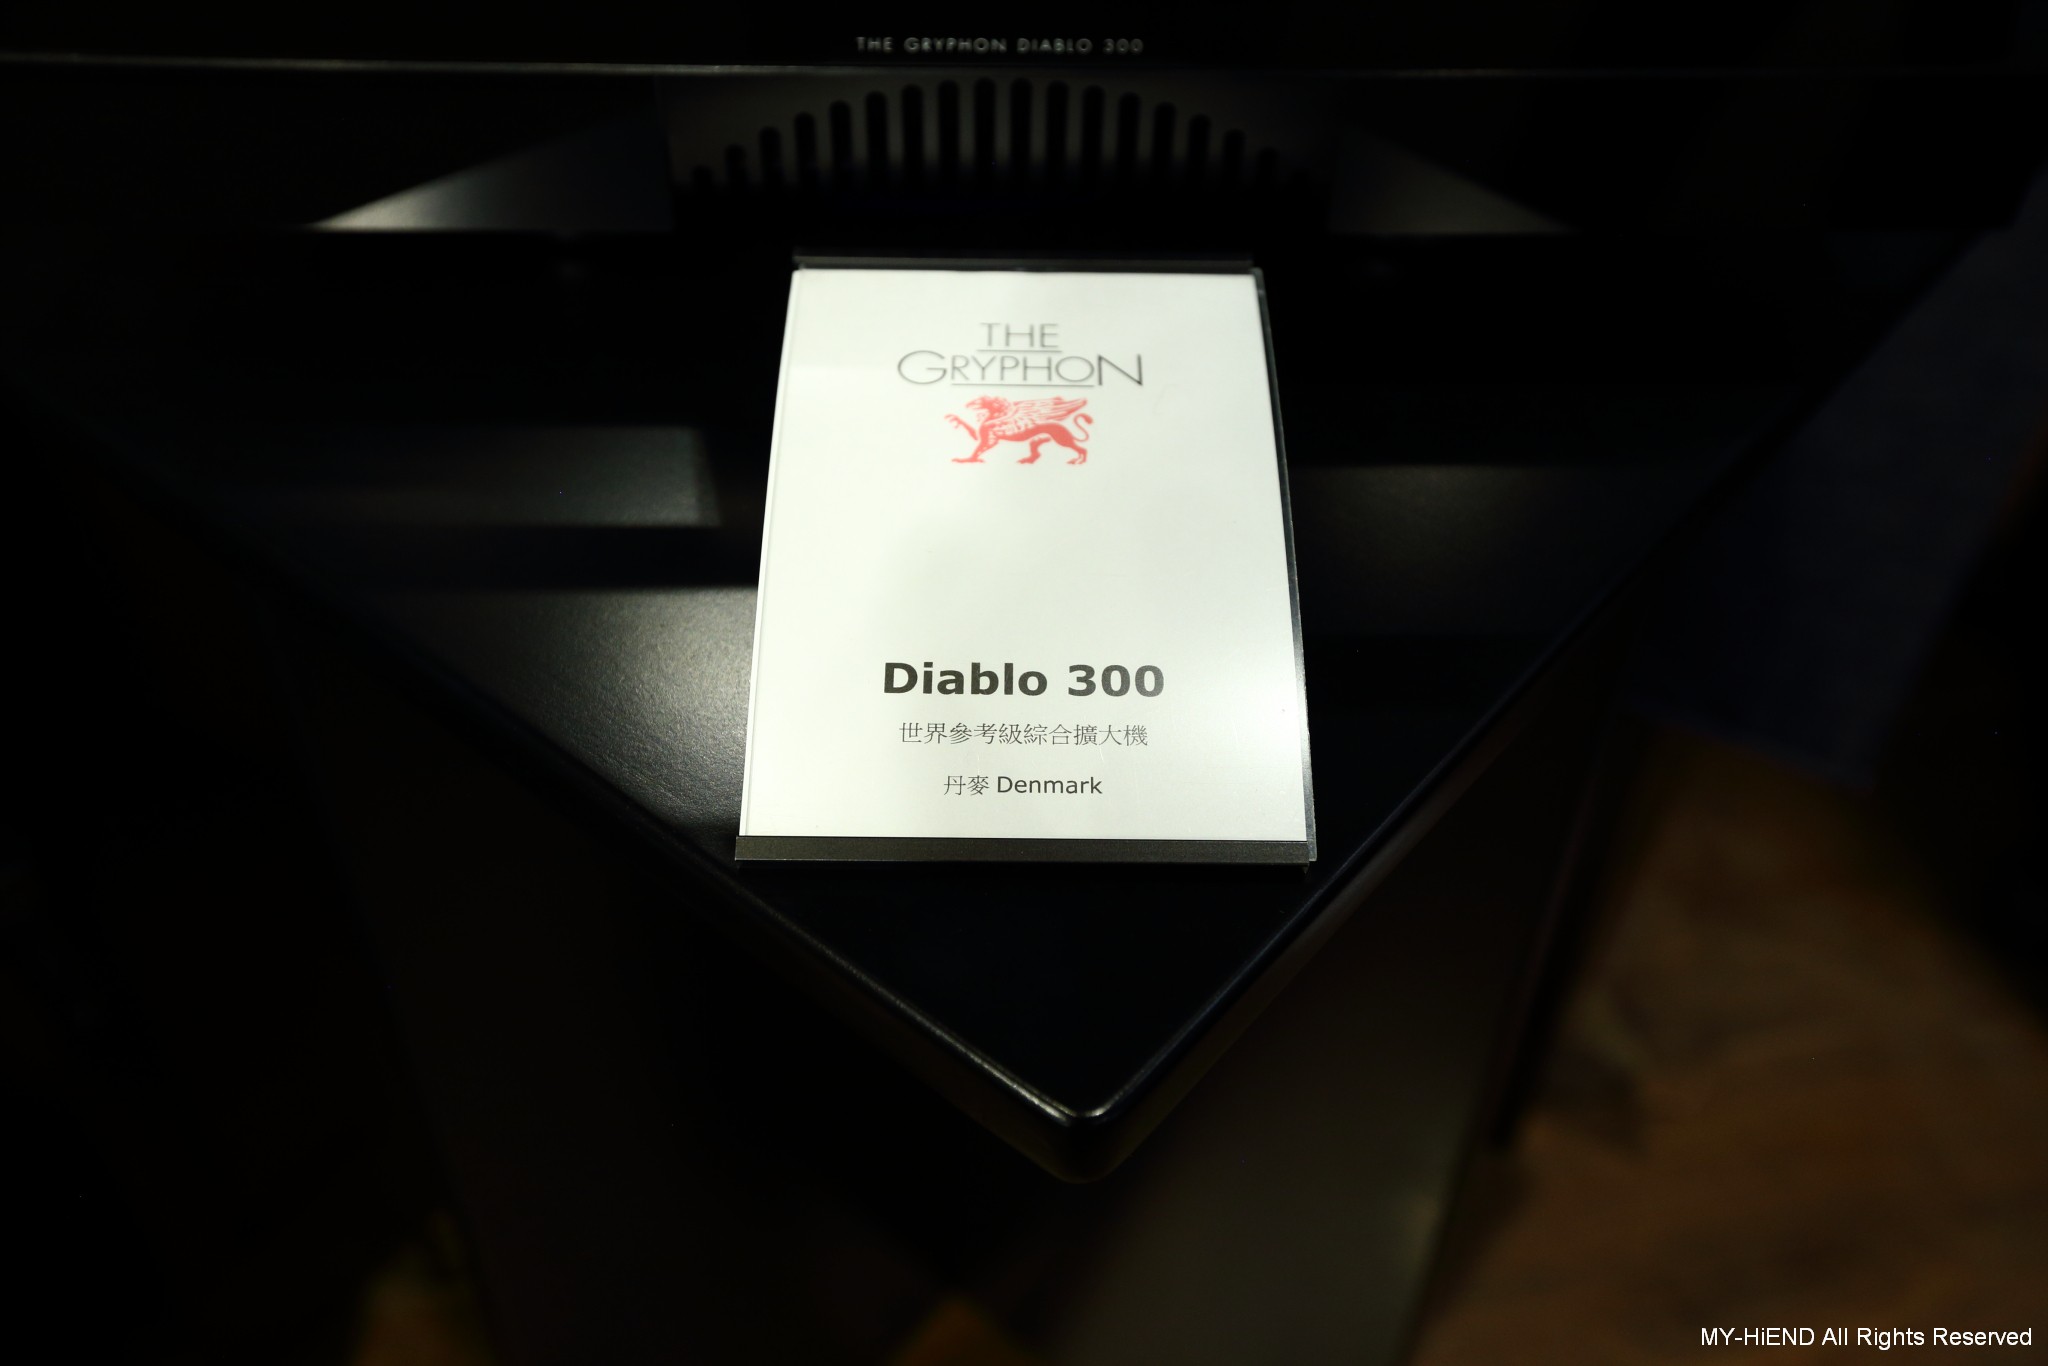 THE GRYPHON DIABLO 300
THE
GRYPHON
Diablo 300
世界參考級綜合擴大機
丹麥 Denmark
MY-HiEND All Rights Reserved